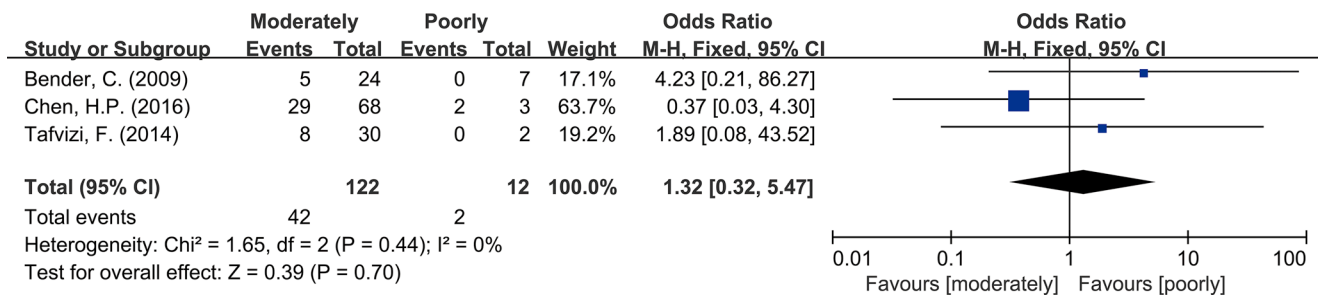 Moderately Poorly Odds Ratio Odds Ratio
Study or Subgroup Events Total Events Total Weight M-H, Fixed, 95% CI M-H, Fixed, 95% CI
Bender, C. (2009) 5 24 0 7 17.1% 4.23 [0.21, 86.27]
Chen, H.P. (2016) 29 68 2 3 63.7% 0.37 [0.03, 4.30]
Tafvizi, F. (2014) 8 30 0 2 19.2% 1.89 [0.08, 43.52]
Total (95% CI) 122 12 100.0% 1.32 [0.32, 5.47]
Total events 42 2
Heterogeneity: Chi² = 1.65, df = 2 (P = 0.44); I² = 0%
Test for overall effect: Z = 0.39 (P = 0.70)
0.01 0.1 1 10 100
Favours [moderately] Favours [poorly]